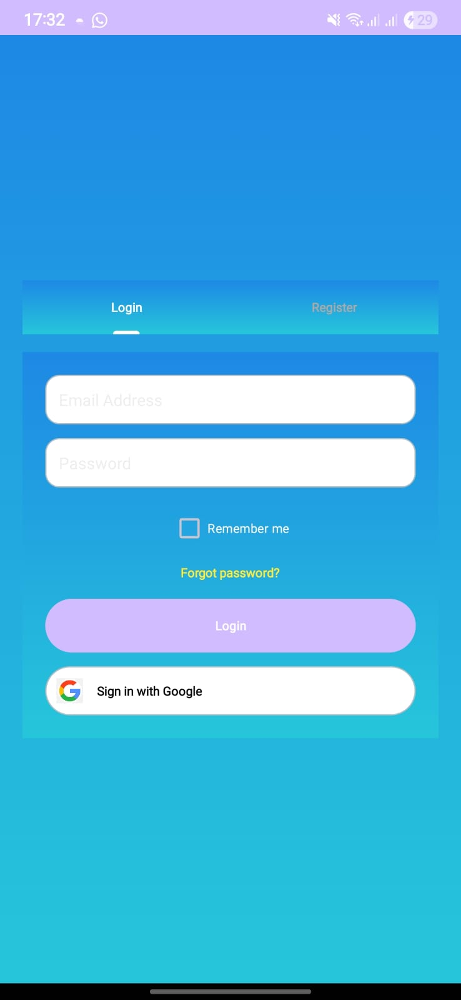 17:32
29
Login
Register
Email Address
Password
Remember me
Forgot password?
Login
Sign in with Google